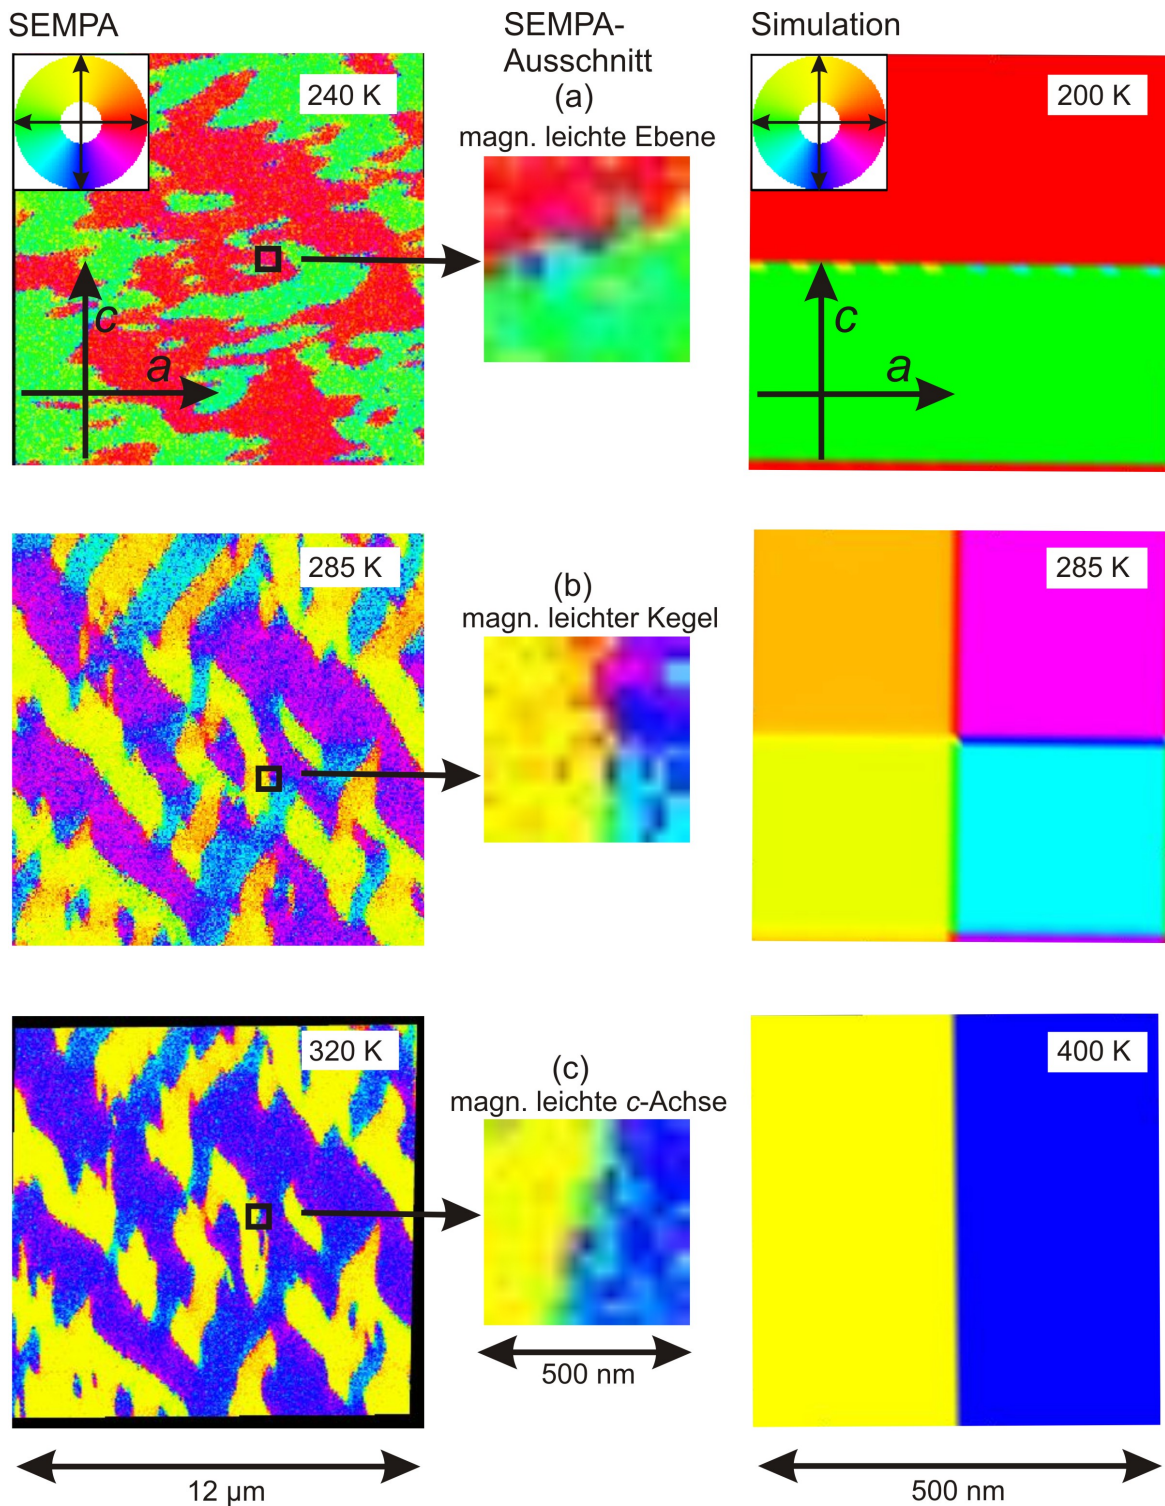 SEMPA
SEMPA-
Ausschnitt
Simulation
240 K
(a)
magn. leichte Ebene
200 K
c
a
c
a
285 K
(b)
magn. leichter Kegel
285 K
320 K
(c)
magn. leichte c-Achse
400 K
500 nm
12 µm
500 nm